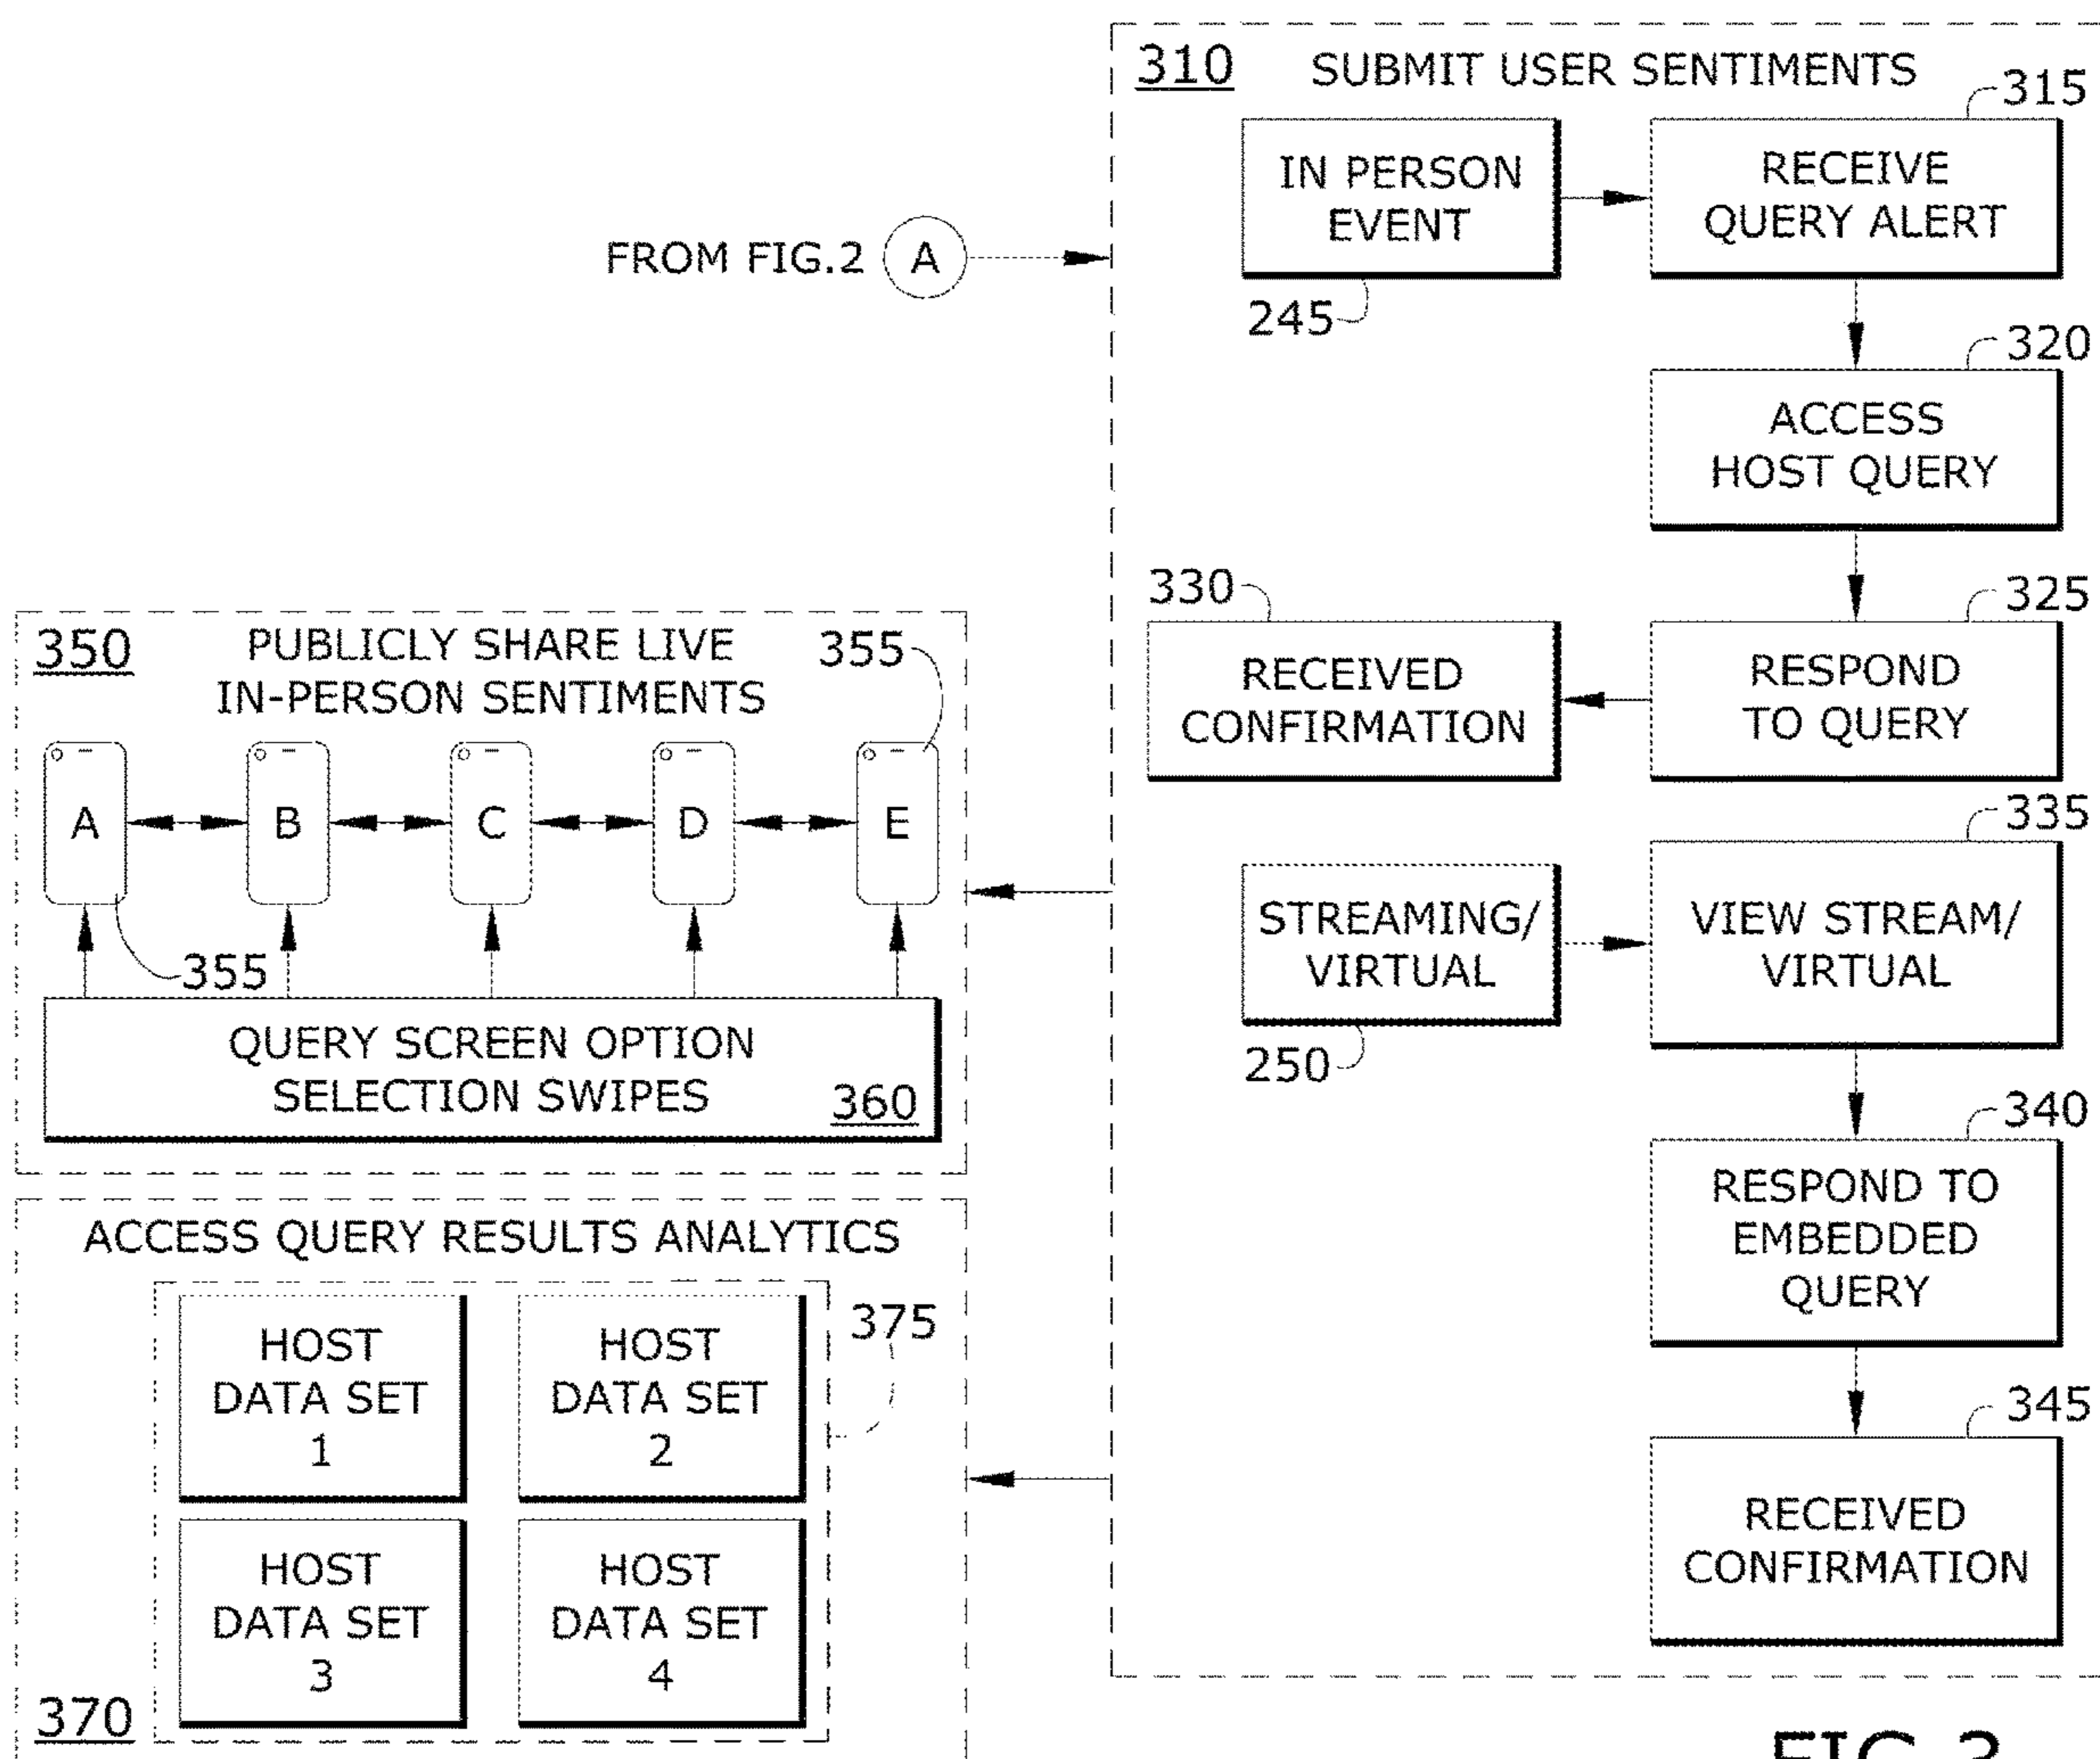 310 SUBMIT USER SENTIMENTS
315
IN PERSON
EVENT
245
RECEIVE
QUERY ALERT
FROM FIG.2 A
320
ACCESS
HOST QUERY
325
RESPOND
TO QUERY
330
RECEIVED
CONFIRMATION
335
STREAMING/
VIRTUAL
250
VIEW STREAM/
VIRTUAL
340
RESPOND TO
EMBEDDED
QUERY
345
RECEIVED
CONFIRMATION
350 PUBLICLY SHARE LIVE
IN-PERSON SENTIMENTS
355
A B C D E
355
QUERY SCREEN OPTION
SELECTION SWIPES 360
ACCESS QUERY RESULTS ANALYTICS
375
HOST
DATA SET
1
HOST
DATA SET
2
HOST
DATA SET
3
HOST
DATA SET
4
370
FIG.3